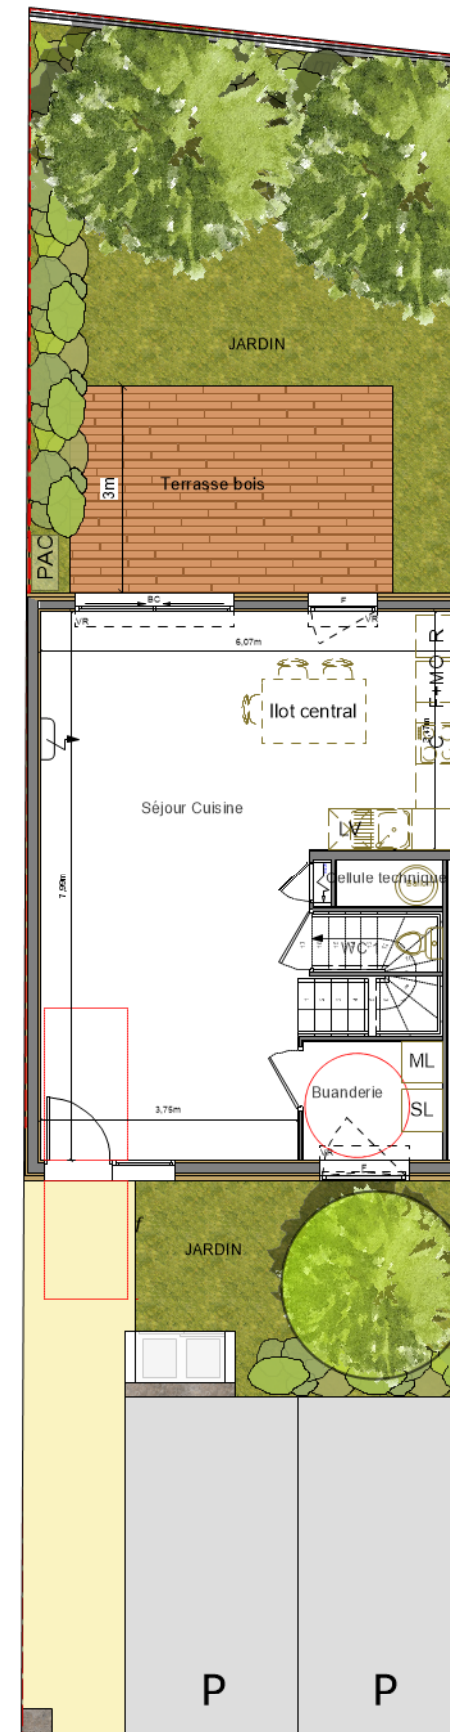 JARDIN
Terrasse bois
3m
PAC
BC
F
VR
VR
6,07m
F+MO R
C
Ilot central
Séjour Cuisine
LV
7,99m
Cellule technique
WC
ML
Buanderie
SL
3,75m
VR
F
f
JARDIN
P
P